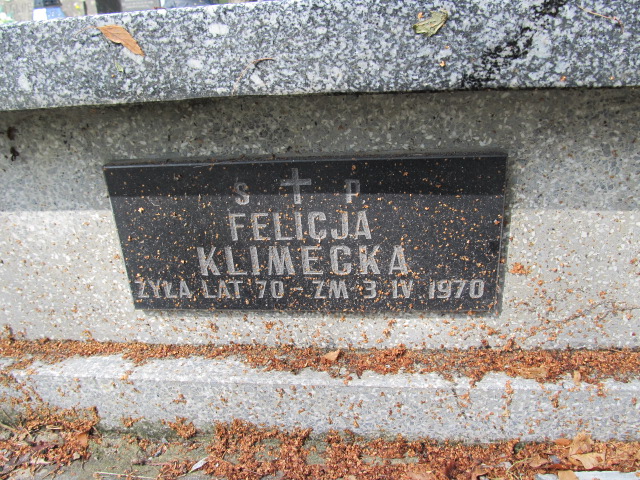 S P
FELICJA
KLIMECKA
ŻYŁA LAT 70 - ZM 3 IV 1970